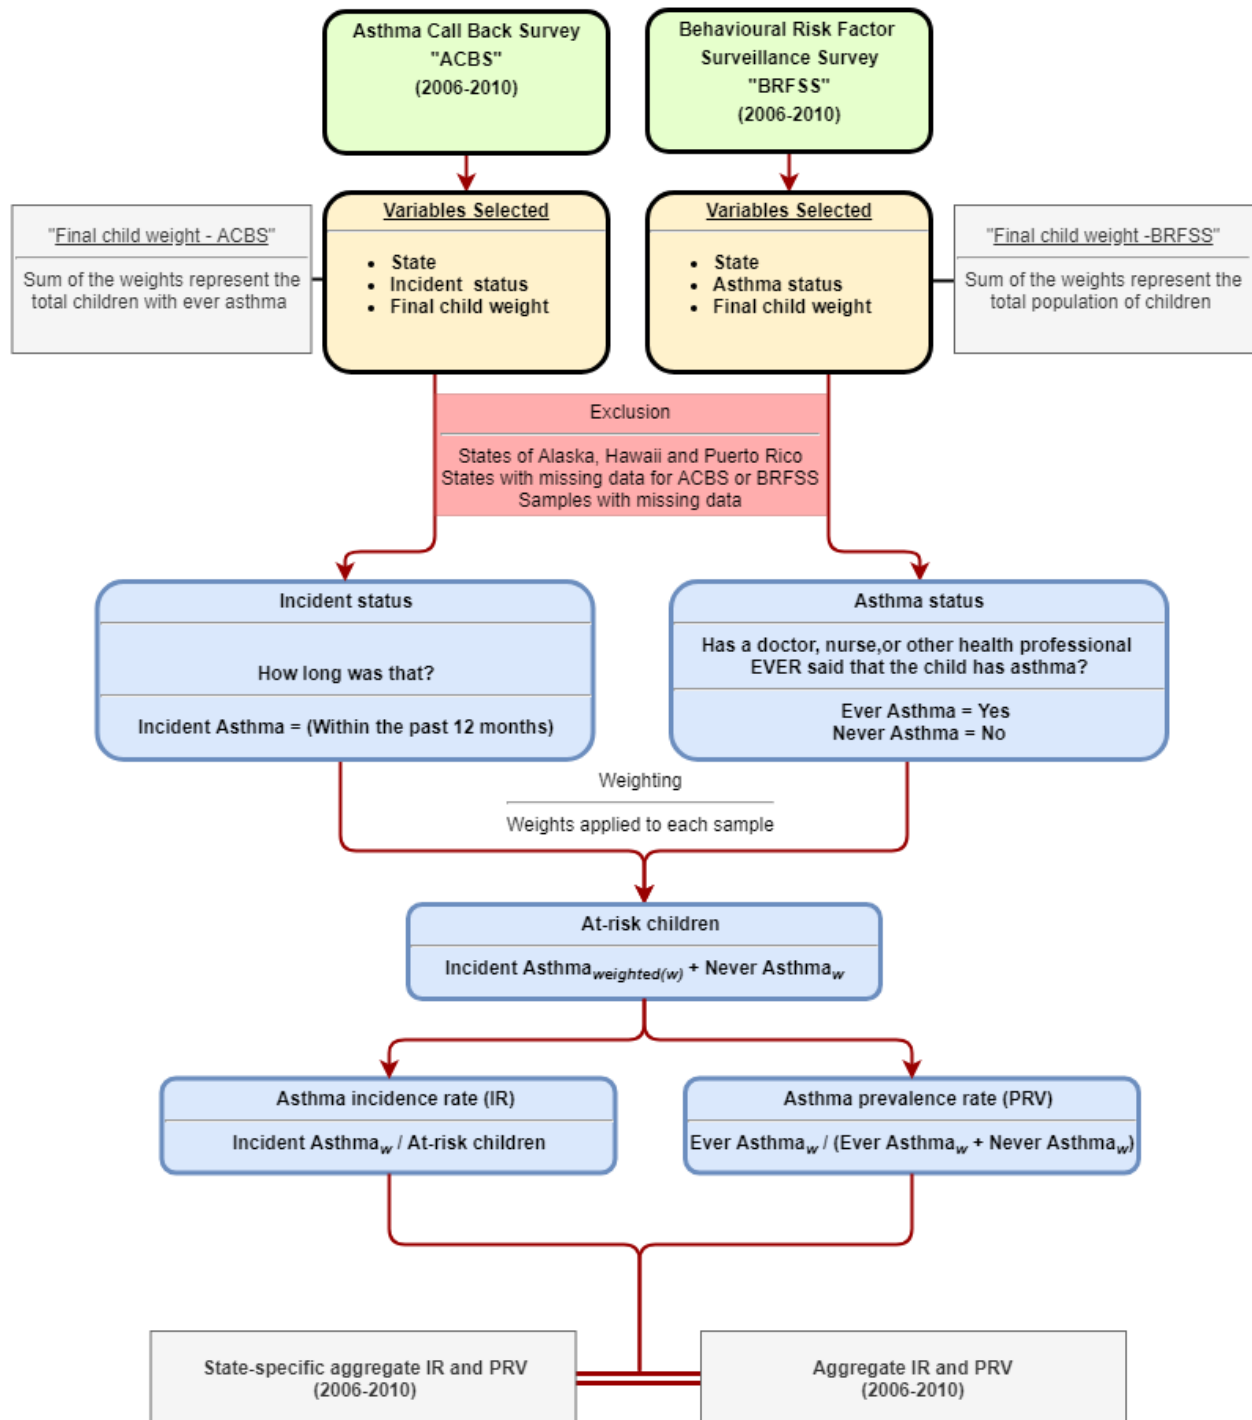 Asthma Call Back Survey
"ACBS"
(2006-2010)
Behavioural Risk Factor
Surveillance Survey
"BRFSS"
(2006-2010)
"Final child weight - ACBS"
Sum of the weights represent the
total children with ever asthma
Variables Selected
• State
• Incident status
• Final child weight
Variables Selected
• State
• Asthma status
• Final child weight
"Final child weight -BRFSS"
Sum of the weights represent the
total population of children
Exclusion
States of Alaska, Hawaii and Puerto Rico
States with missing data for ACBS or BRFSS
Samples with missing data
Incident status
How long was that?
Incident Asthma = (Within the past 12 months)
Asthma status
Has a doctor, nurse,or other health professional
EVER said that the child has asthma?
Ever Asthma = Yes
Never Asthma = No
Weighting
Weights applied to each sample
At-risk children
Incident Asthma weighted(w) + Never Asthma w
Asthma incidence rate (IR)
Incident Asthma w / At-risk children
Asthma prevalence rate (PRV)
Ever Asthma w / (Ever Asthma w + Never Asthma w)
State-specific aggregate IR and PRV
(2006-2010)
Aggregate IR and PRV
(2006-2010)